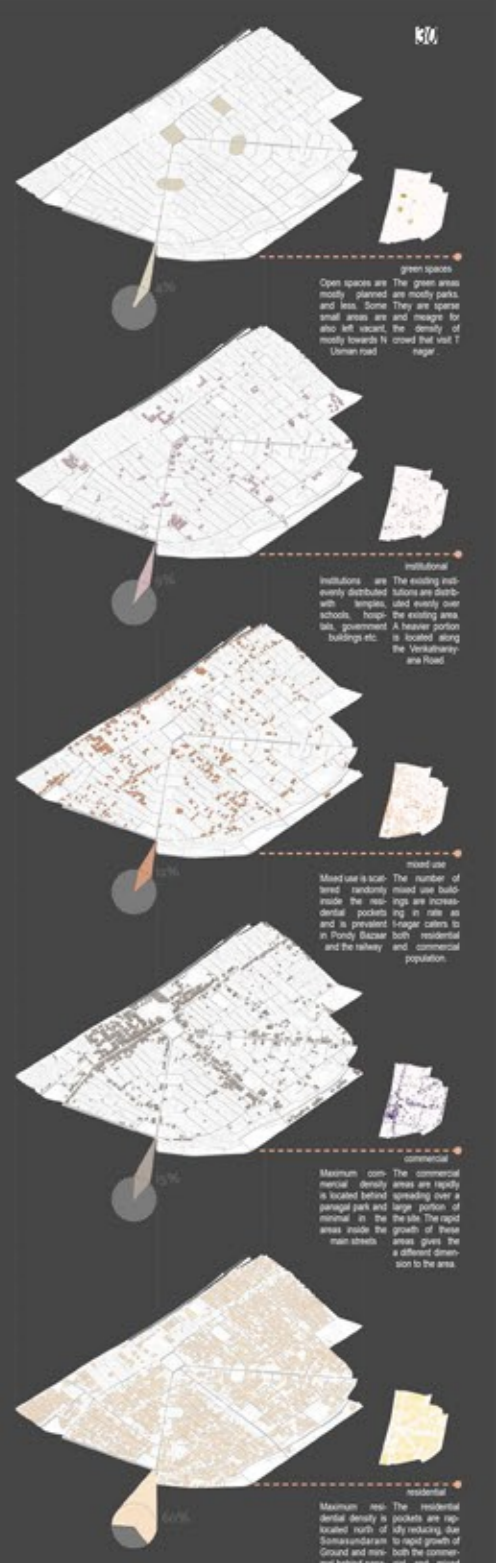 30
green spaces
Open spaces are
mostly planned
and less. Some
small areas are
also left vacant,
mostly towards N
Usman road
The green areas
are mostly parks.
They are sparse
and meagre for
the density of
crowd that visit T
nagar.
institutional
Institutions are
evenly distributed
with temples,
schools, hospi-
tals, government
buildings etc.
The existing insti-
tutions are distrib-
uted evenly over
the existing area.
A heavier portion
is located along
the Venkatnaray-
ana Road
mixed use
Mixed use is scat-
tered randomly
inside the resi-
dential pockets
and is prevalent
in Pondy Bazaar
and the railway
The number of
mixed use build-
ings are increas-
ing in rate as
t-nagar caters to
both residential
and commercial
population.
commercial
Maximum com-
mercial density
is located behind
panagal park and
minimal in the
areas inside the
main streets
The commercial
areas are rapidly
spreading over a
large portion of
the site. The rapid
growth of these
areas gives the
a different dimen-
sion to the area.
60%
residential
Maximum resi-
dential density is
located north of
Somasundaram
Ground and mini-
The residential
pockets are rap-
idly reducing, due
to rapid growth of
both the commer-